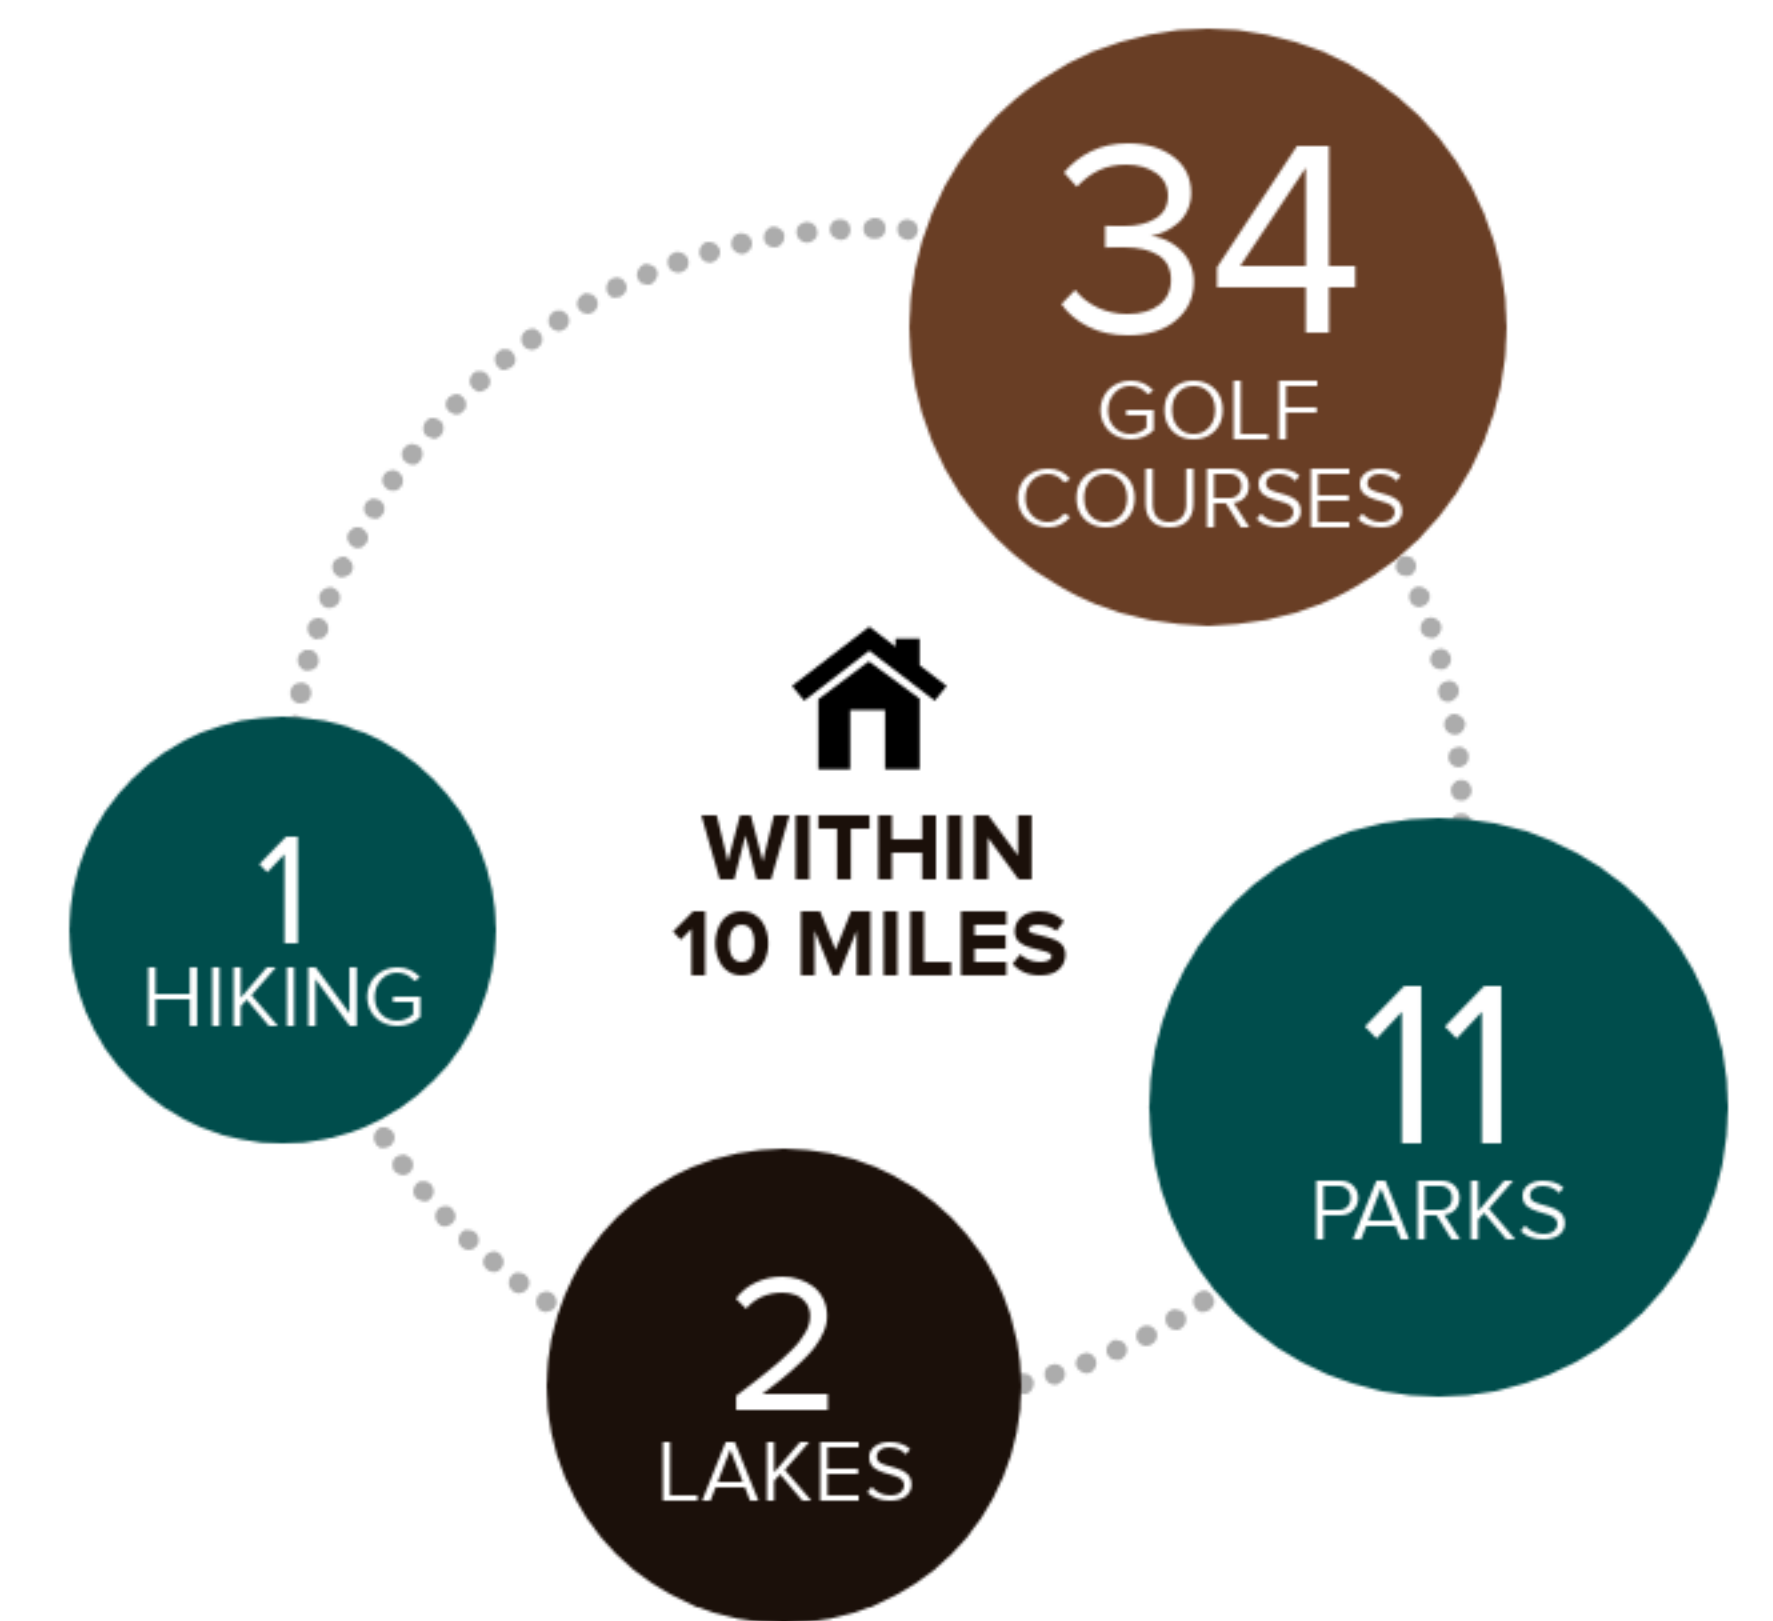 34
GOLF
COURSES
WITHIN
10 MILES
1
HIKING
11
PARKS
2
LAKES